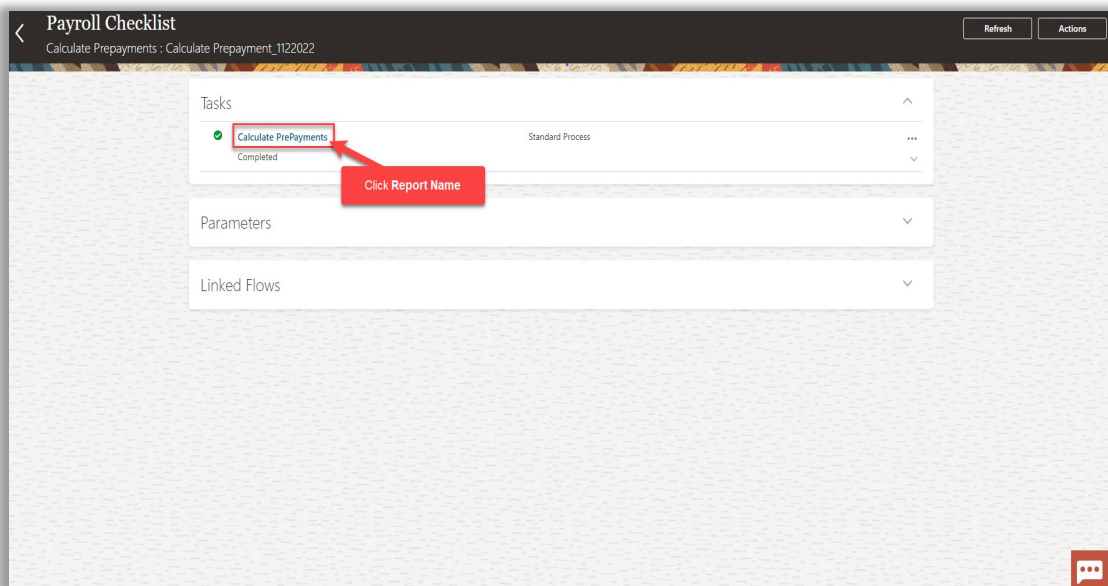 Payroll Checklist
Calculate Prepayments : Calculate Prepayment_1122022
Refresh
Actions
Tasks
Calculate PrePayments
Standard Process
Completed
Click Report Name
Parameters
Linked Flows